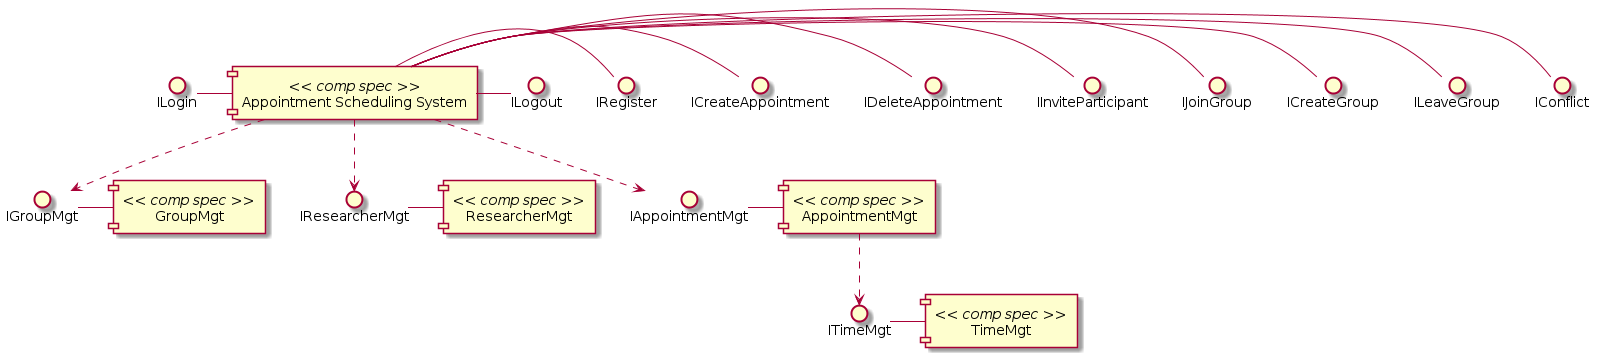 << comp spec >>
Appointment Scheduling System
ILogin
ILogout
IRegister
ICreateAppointment
IDeleteAppointment
IInviteParticipant
IJoinGroup
ICreateGroup
ILeaveGroup
IConflict
IGroupMgt
<< comp spec >>
GroupMgt
IResearcherMgt
<< comp spec >>
ResearcherMgt
IAppointmentMgt
<< comp spec >>
AppointmentMgt
ITimeMgt
<< comp spec >>
TimeMgt